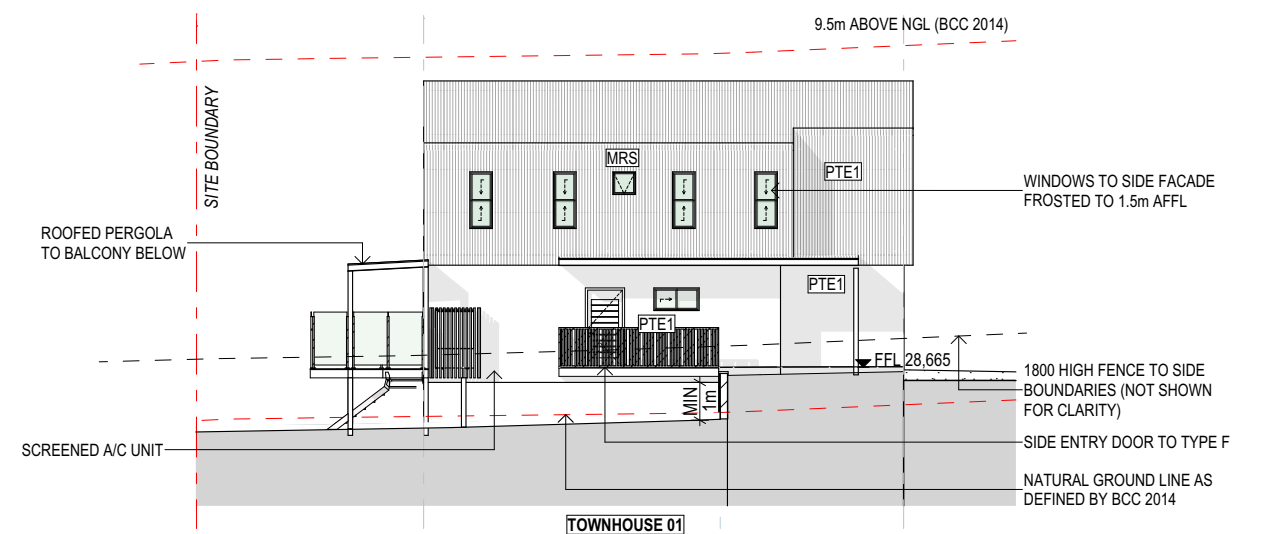 9.5m ABOVE NGL (BCC 2014)
SITE BOUNDARY
MRS
PTE1
WINDOWS TO SIDE FACADE
FROSTED TO 1.5m AFFL
ROOFED PERGOLA
TO BALCONY BELOW
PTE1
PTE1
FFL 28,665
1800 HIGH FENCE TO SIDE
BOUNDARIES (NOT SHOWN
FOR CLARITY)
MIN
1m
SCREENED A/C UNIT
SIDE ENTRY DOOR TO TYPE F
NATURAL GROUND LINE AS
DEFINED BY BCC 2014
TOWNHOUSE 01